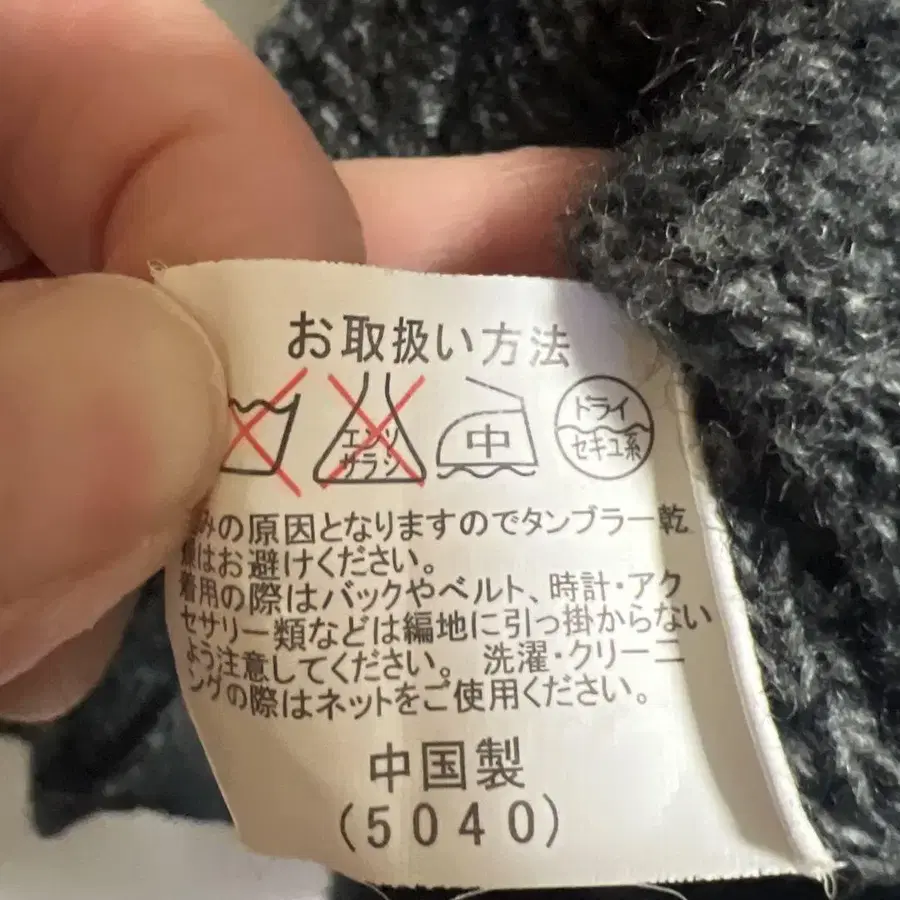 お取扱い方法
エンソ
サラシ
中
ドライ
セキユ系
みの原因となりますのでタンブラー乾
はお避けください。
着用の際はバックやベルト、時計・アク
セサリー類などは編地に引っ掛からない
よう注意してください。 洗濯・クリーニ
ングの際はネットをご使用ください。
中国製
(5040)